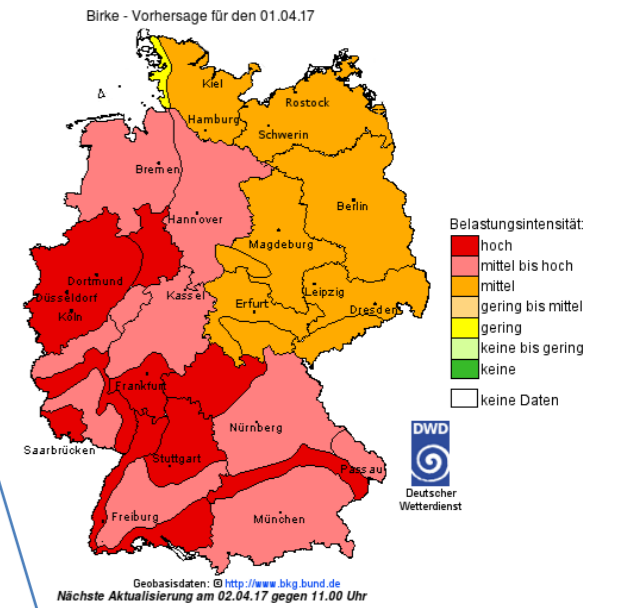 Birke - Vorhersage für den 01.04.17
Kiel
Rostock
Hamburg
Schwerin
Bremen
Berlin
Hannover
Magdeburg
Dortmund
Düsseldorf
Kassel
Leipzig
Köln
Erfurt
Dresden
Frankfurt
Nürnberg
Saarbrücken
Stuttgart
Passau
Freiburg
München
Belastungsintensität:
hoch
mittel bis hoch
mittel
gering bis mittel
gering
keine bis gering
keine
keine Daten
DWD
Deutscher
Wetterdienst
Geobasisdaten: © http://www.bkg.bund.de
Nächste Aktualisierung am 02.04.17 gegen 11.00 Uhr